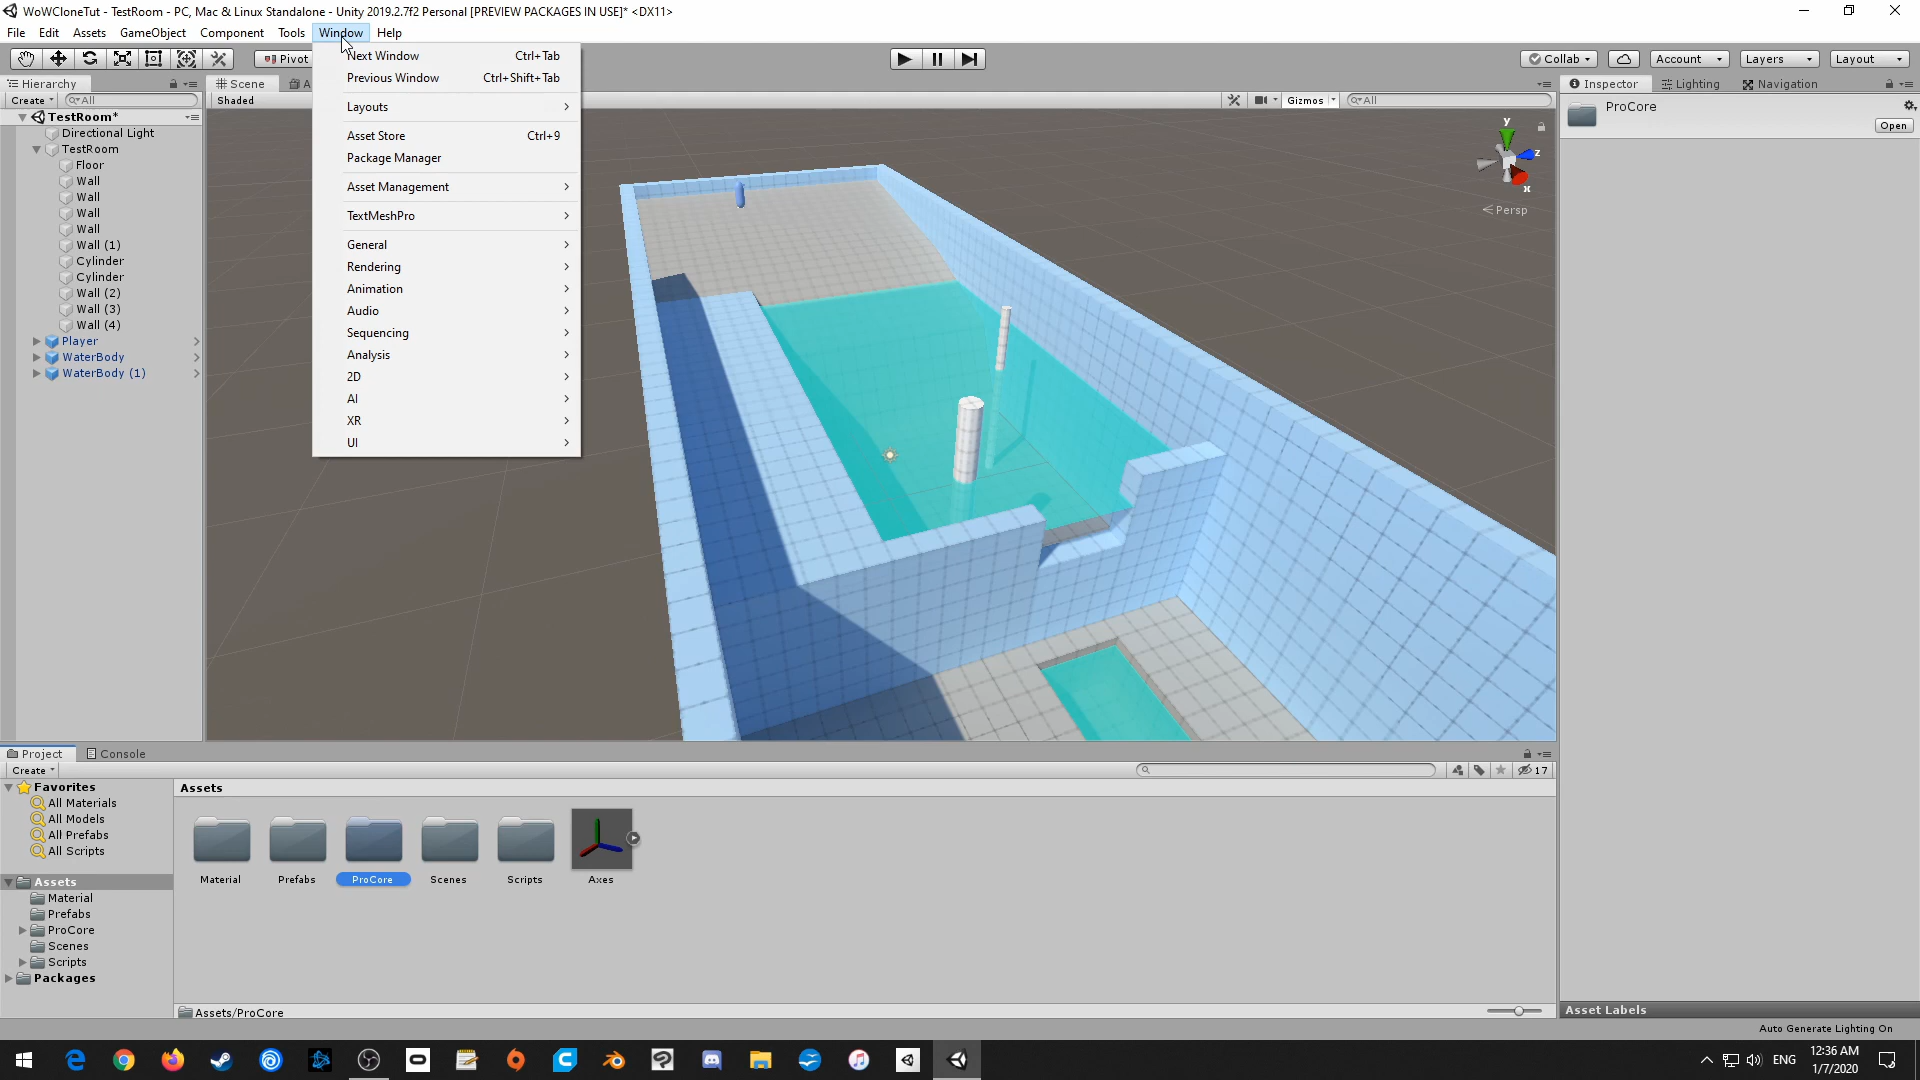 WoWCloneTut - TestRoom - PC, Mac & Linux Standalone - Unity 2019.2.7f2 Personal [PREVIEW PACKAGES IN USE]* <DX11>
File Edit Assets GameObject Component Tools Window Help
Pivot
Collab
Account
Layers
Layout
Hierarchy
Create
All
TestRoom*
Directional Light
TestRoom
Floor
Wall
Wall
Wall
Wall
Wall (1)
Cylinder
Cylinder
Wall (2)
Wall (3)
Wall (4)
Player
WaterBody
WaterBody (1)
Scene
Shaded
Next Window Ctrl+Tab
Previous Window Ctrl+Shift+Tab
Layouts
Asset Store Ctrl+9
Package Manager
Asset Management
TextMeshPro
General
Rendering
Animation
Audio
Sequencing
Analysis
2D
AI
XR
UI
Gizmos
All
y
z
x
Persp
Inspector Lighting Navigation
ProCore
Open
Project Console
Create
17
Favorites
All Materials
All Models
All Prefabs
All Scripts
Assets
Material
Prefabs
ProCore
Scenes
Scripts
Packages
Assets
Material
Prefabs
ProCore
Scenes
Scripts
Axes
Assets/ProCore
Asset Labels
Auto Generate Lighting On
ENG
12:36 AM
1/7/2020